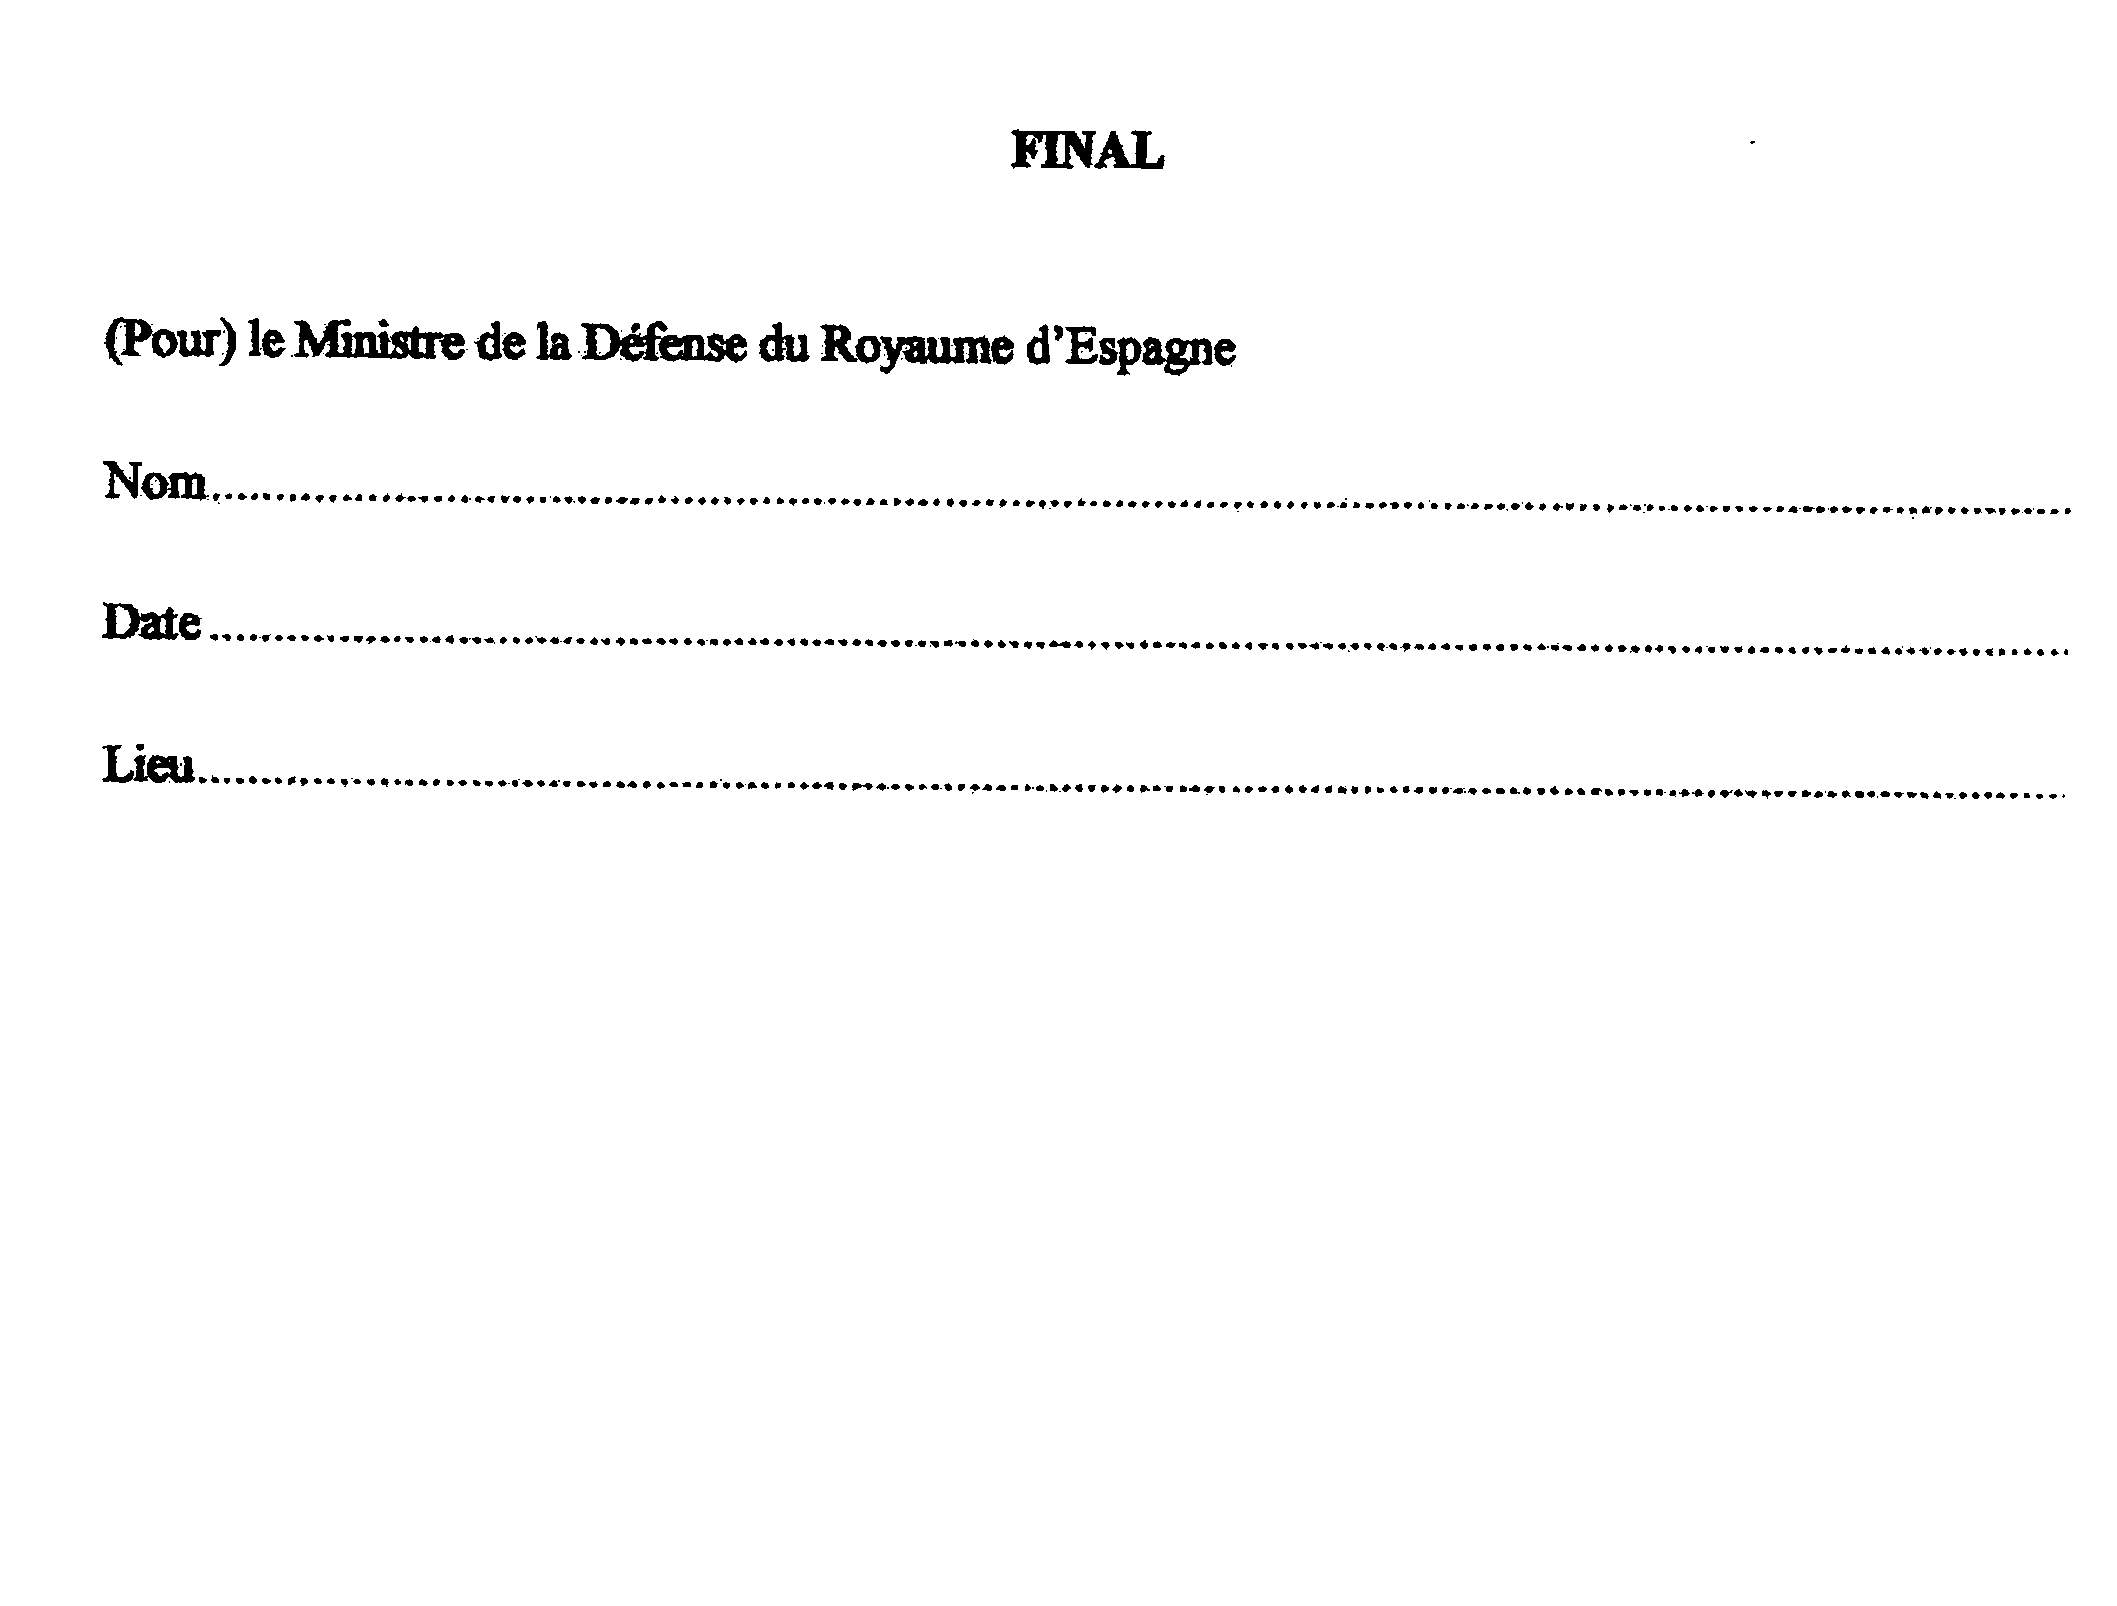 FINAL
(Pour) le Ministre de la Défense du Royaume d'Espagne
Nom..........................................................................................................................................
Date..........................................................................................................................................
Lieu..........................................................................................................................................